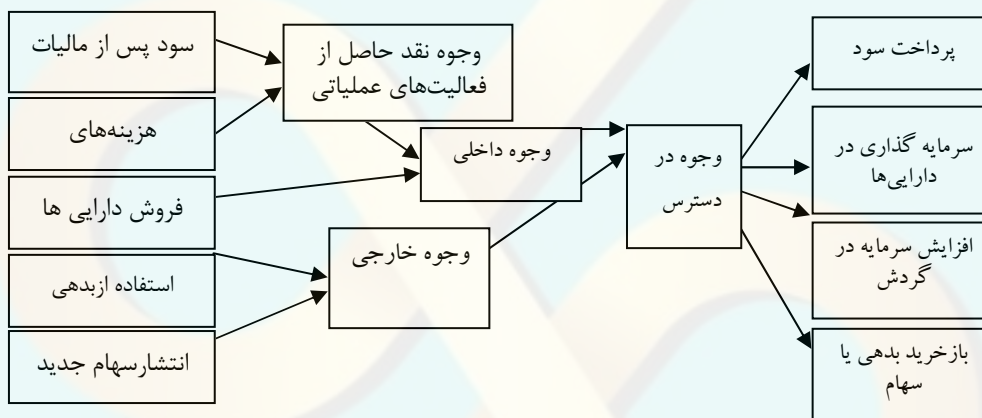 سود پس از مالیات
هزینه‌های
فروش دارایی ها
استفاده ازبدهی
انتشارسهام جدید
وجوه نقد حاصل از
فعالیت‌های عملیاتی
وجوه داخلی
وجوه خارجی
وجوه در
دسترس
پرداخت سود
سرمایه گذاری در
دارایی‌ها
افزایش سرمایه در
گردش
بازخرید بدهی یا
سهام